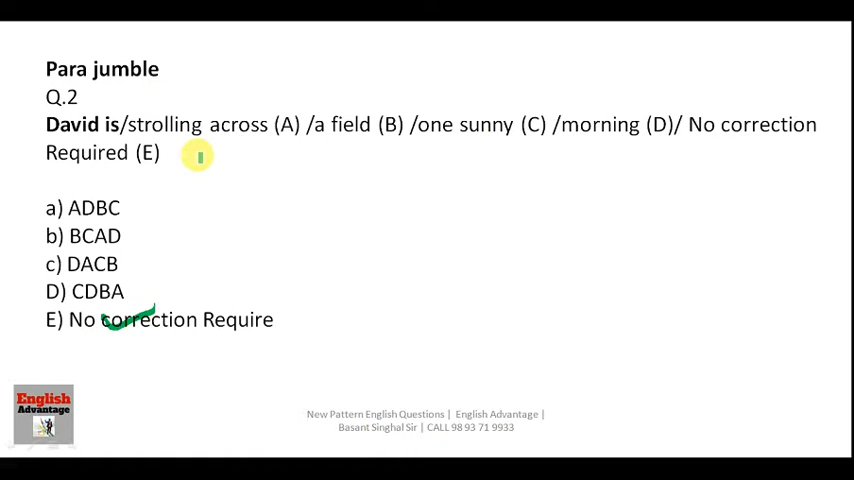 Para jumble
Q.2
David is/strolling across (A) /a field (B) /one sunny (C) /morning (D)/ No correction
Required (E)
a) ADBC
b) BCAD
c) DACB
D) CDBA
E) No correction Require
English
Advantage
New Pattern English Questions | English Advantage |
Basant Singhal Sir | CALL 98 93 71 9933